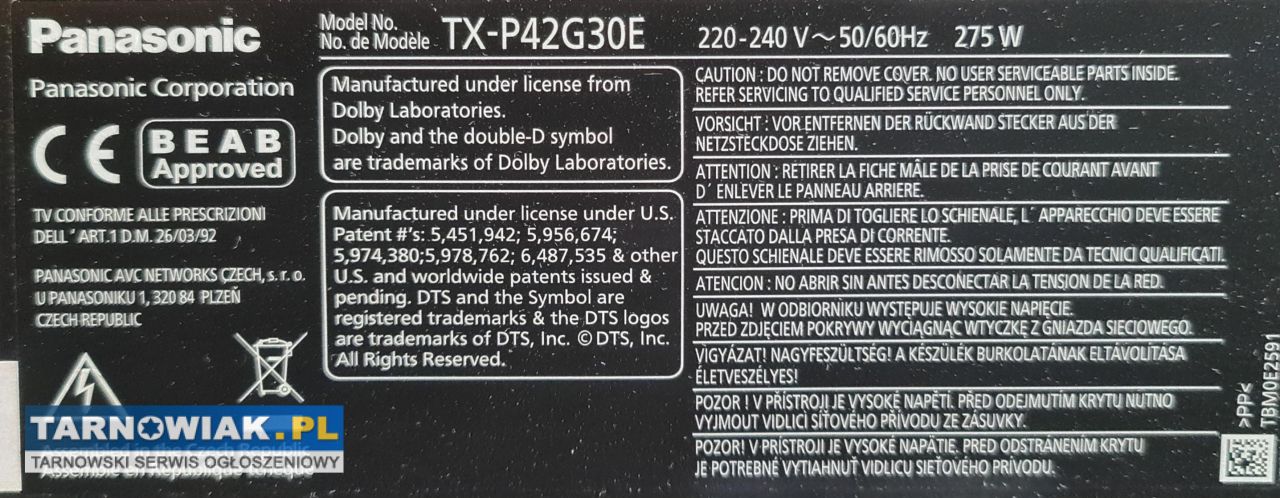 Panasonic
Model No.
No. de Modèle
TX-P42G30E
220-240 V~50/60Hz 275 W
Panasonic Corporation
CE
BEAB
Approved
TV CONFORME ALLE PRESCRIZIONI
DELL´ART.1 D.M. 26/03/92
PANASONIC AVC NETWORKS CZECH, s. r. o.
U PANASONIKU 1, 320 84 PLZEŇ
CZECH REPUBLIC
TARNOWIAK.PL
Assembled in the Czech Republic
TARNOWSKI SERWIS OGŁOSZENIOWY
Manufactured under license from
Dolby Laboratories.
Dolby and the double-D symbol
are trademarks of Dolby Laboratories.
Manufactured under license under U.S.
Patent #'s: 5,451,942; 5,956,674;
5,974,380;5,978,762; 6,487,535 & other
U.S. and worldwide patents issued &
pending. DTS and the Symbol are
registered trademarks & the DTS logos
are trademarks of DTS, Inc. © DTS, Inc.
All Rights Reserved.
CAUTION : DO NOT REMOVE COVER. NO USER SERVICEABLE PARTS INSIDE.
REFER SERVICING TO QUALIFIED SERVICE PERSONNEL ONLY.
VORSICHT : VOR ENTFERNEN DER RÜCKWAND STECKER AUS DER
NETZSTECKDOSE ZIEHEN.
ATTENTION : RETIRER LA FICHE MÂLE DE LA PRISE DE COURANT AVANT
D´ ENLEVER LE PANNEAU ARRIERE.
ATTENZIONE : PRIMA DI TOGLIERE LO SCHIENALE, L´ APPARECCHIO DEVE ESSERE
STACCATO DALLA PRESA DI CORRENTE.
QUESTO SCHIENALE DEVE ESSERE RIMOSSO SOLAMENTE DA TECNICI QUALIFICATI.
ATENCION : NO ABRIR SIN ANTES DESCONECTAR LA TENSION DE LA RED.
UWAGA! W ODBIORNIKU WYSTĘPUJE WYSOKIE NAPIĘCIE.
PRZED ZDJĘCIEM POKRYWY WYCIĄGNĄC WTYCZKĘ Z GNIAZDA SIECIOWEGO.
VIGYÁZAT! NAGYFESZÜLTSÉG! A KÉSZÜLÉK BURKOLATÁNAK ELTÁVOLÍTÁSA
ÉLETVESZÉLYES!
POZOR ! V PŘÍSTROJI JE VYSOKÉ NAPĚTÍ. PŘED ODEJMUTÍM KRYTU NUTNO
VYJMOUT VIDLICI SÍŤOVÉHO PŘÍVODU ZE ZÁSUVKY.
POZOR! V PRÍSTROJI JE VYSOKÉ NAPÄTIE. PRED ODSTRÁNENÍM KRYTU
JE POTREBNÉ VYTIAHNUŤ VIDLICU SIEŤOVÉHO PRÍVODU.
>PP<
TBM0E2591